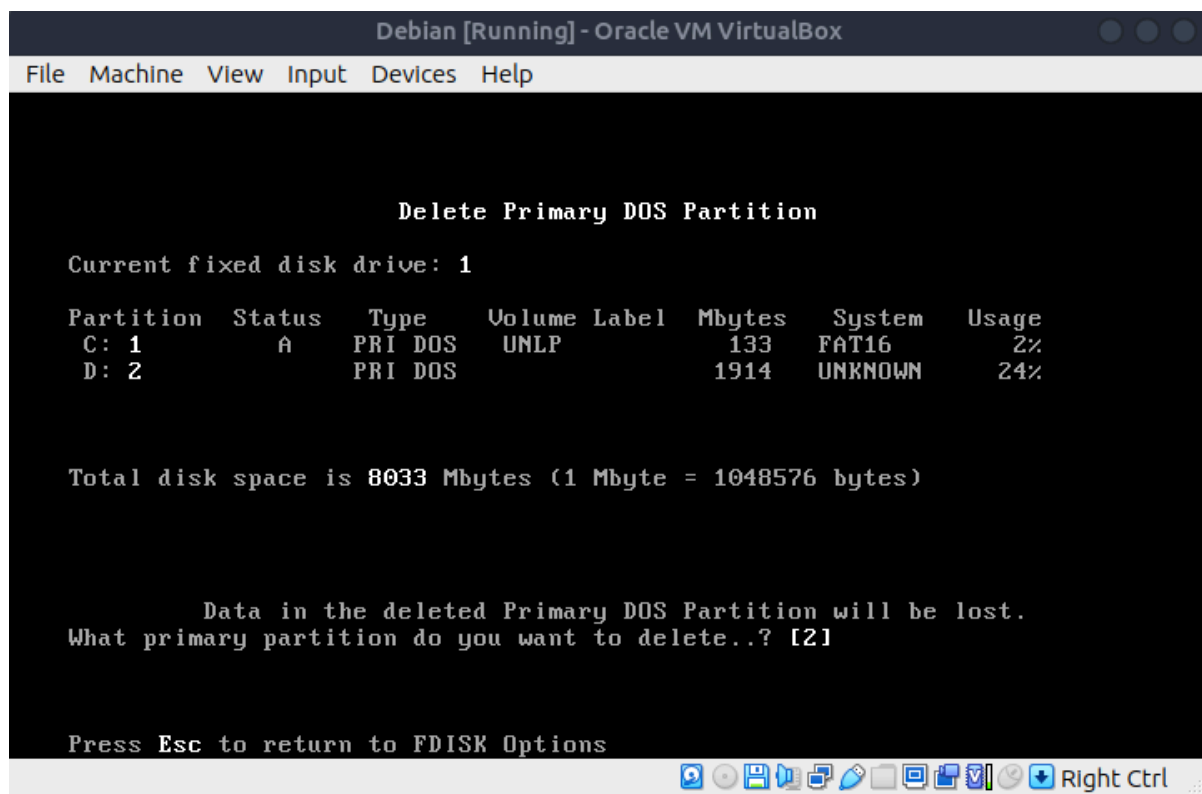 Debian [Running] - Oracle VM VirtualBox
File Machine View Input Devices Help
Delete Primary DOS Partition
Current fixed disk drive: 1
Partition Status Type Volume Label Mbytes System Usage
C: 1 A PRI DOS UNLP 133 FAT16 2%
D: 2 PRI DOS 1914 UNKNOWN 24%
Total disk space is 8033 Mbytes (1 Mbyte = 1048576 bytes)
Data in the deleted Primary DOS Partition will be lost.
What primary partition do you want to delete..? [2]
Press Esc to return to FDISK Options
Right Ctrl